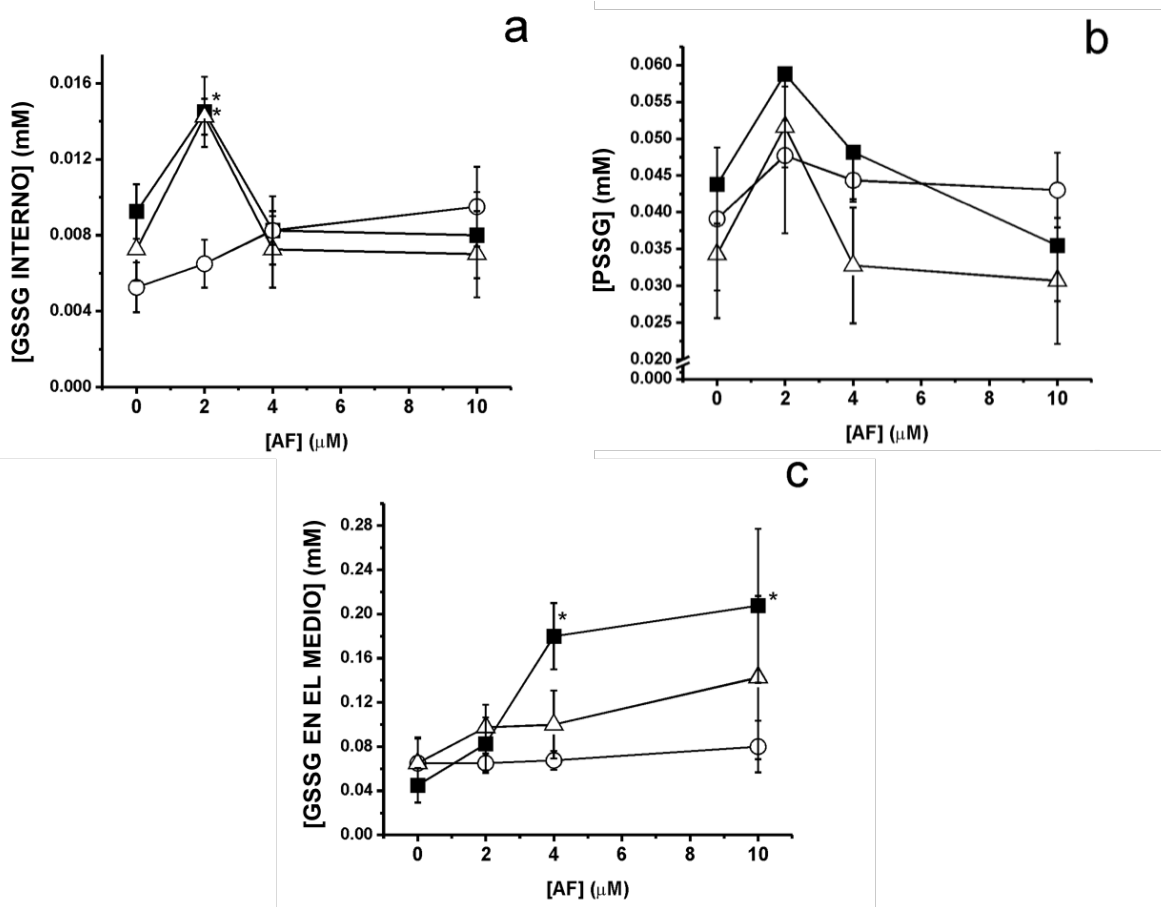 a
[GSSG INTERNO] (mM)
0.016
0.012
0.008
0.004
0.000
*
*
0 2 4 6 8 10
[AF] (μM)
b
[PSSG] (mM)
0.060
0.055
0.050
0.045
0.040
0.035
0.030
0.025
0.020
0.000
0 2 4 6 8 10
[AF] (μM)
c
[GSSG EN EL MEDIO] (mM)
0.28
0.24
0.20
0.16
0.12
0.08
0.04
0.00
*
*
0 2 4 6 8 10
[AF] (μM)